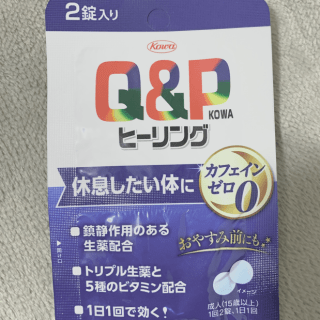 2錠入り
Kowa
Q&P
KOWA
ヒーリング
休息したい体に
カフェイン
ゼロ0
■鎮静作用のある
生薬配合
おやすみ前にも
■トリプル生薬と
5種のビタミン配合
イメージ
■1日1回で効く!
成人(15歳以上)
1回2錠、1日1回